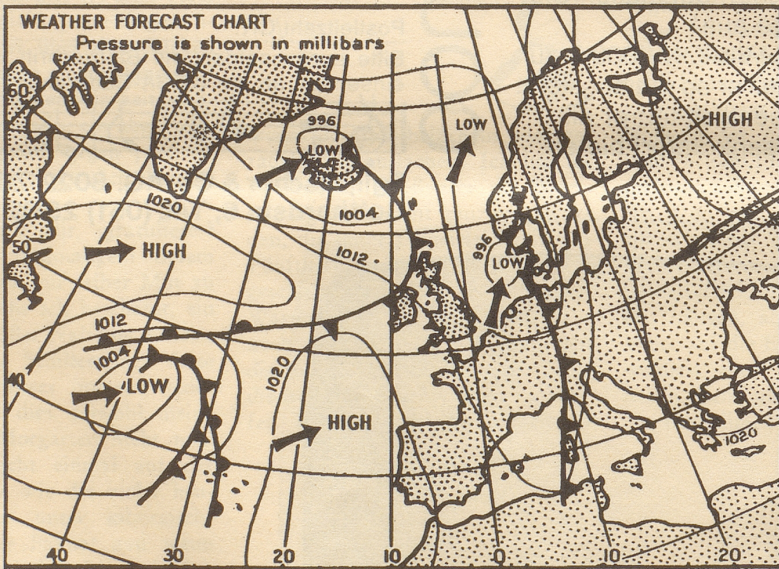 WEATHER FORECAST CHART
Pressure is shown in millibars
60
996
LOW
LOW
HIGH
1020
1004
50
HIGH
1012
996
LOW
1012
1004
40
LOW
1020
HIGH
1020
40
30
20
10
0
10
20